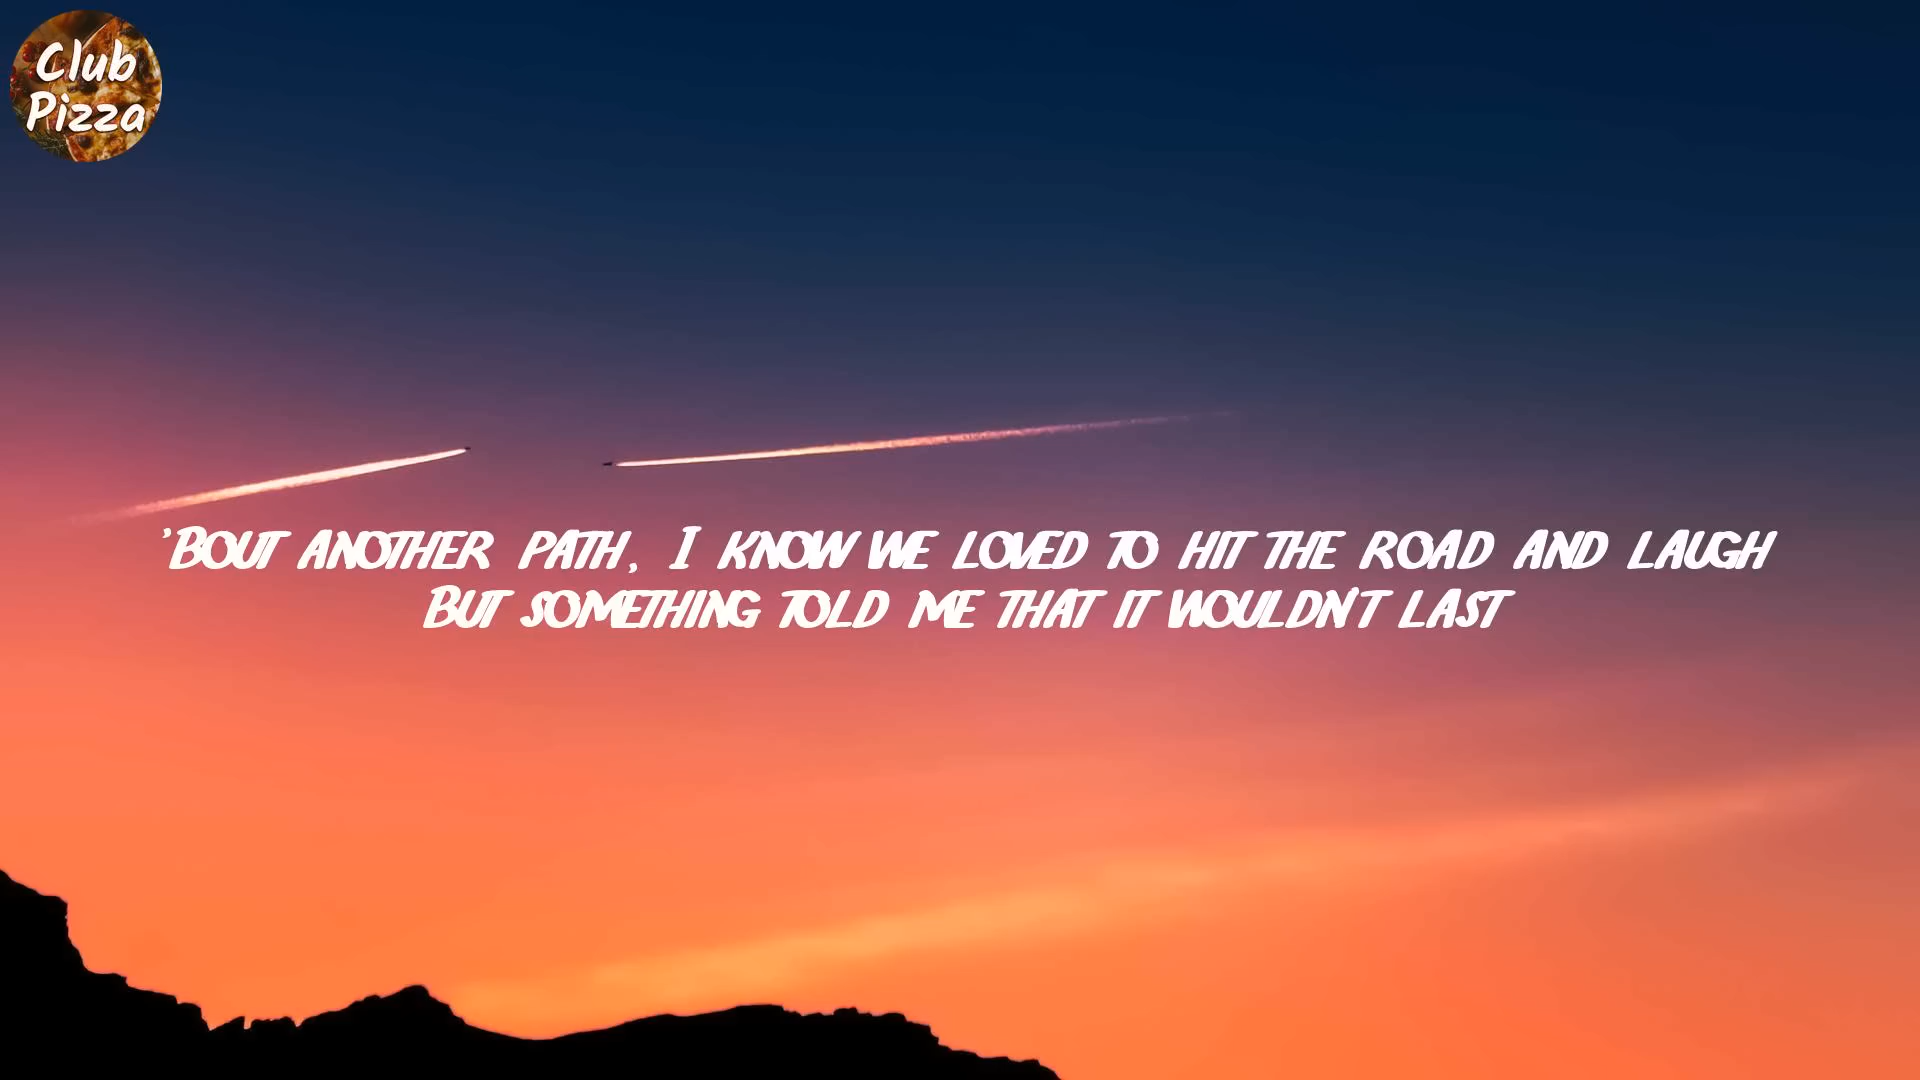 Club
Pizza
'BOUT ANOTHER PATH, I KNOW WE LOVED TO HIT THE ROAD AND LAUGH
BUT SOMETHING TOLD ME THAT IT WOULDN'T LAST